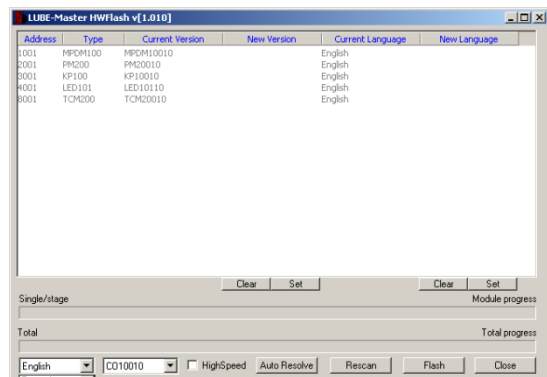 LUBE-Master HWFlash v[1.010]
Address Type Current Version New Version Current Language New Language
1001 MPDM100 MPDM10010 English
2001 PM200 PM20010 English
3001 KP100 KP10010 English
4001 LED101 LED10110 English
8001 TCM200 TCM20010 English
Clear Set Clear Set
Single/stage Module progress
Total Total progress
English CO10010 HighSpeed Auto Resolve Rescan Flash Close